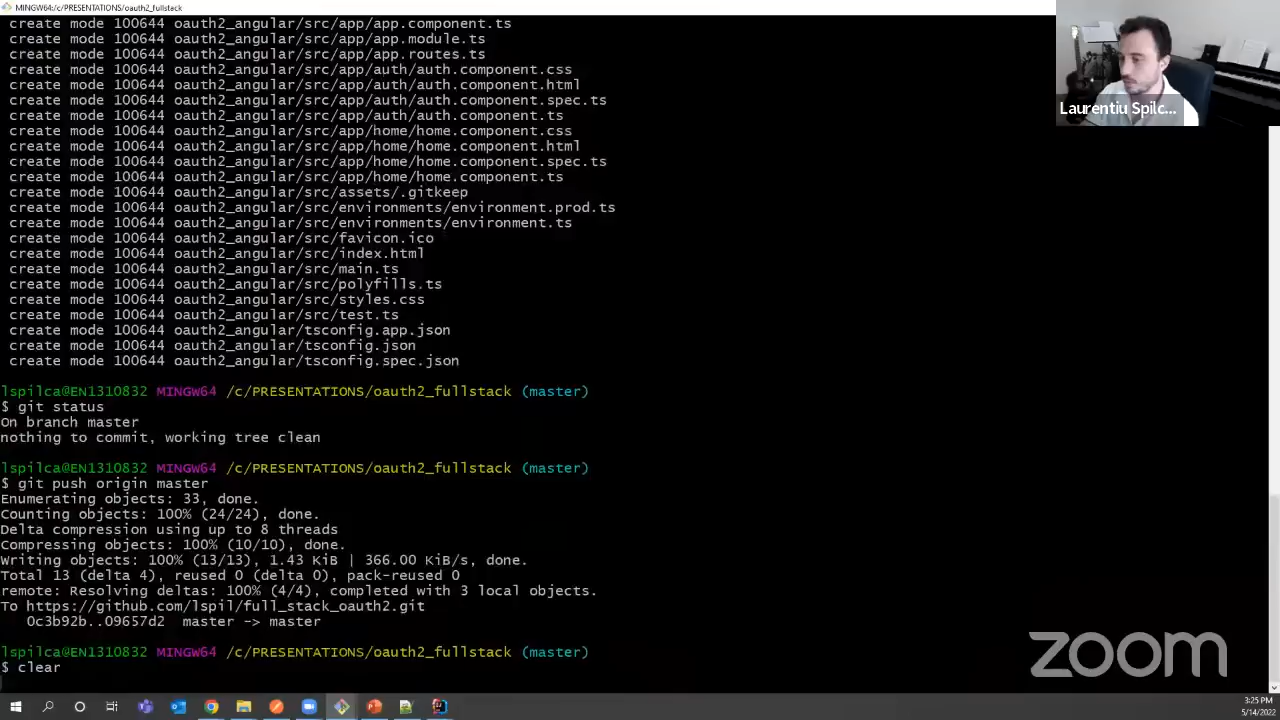 MINGW64:/c/PRESENTATIONS/oauth2_fullstack
create mode 100644 oauth2_angular/src/app/app.component.ts
create mode 100644 oauth2_angular/src/app/app.module.ts
create mode 100644 oauth2_angular/src/app/app.routes.ts
create mode 100644 oauth2_angular/src/app/auth/auth.component.css
create mode 100644 oauth2_angular/src/app/auth/auth.component.html
create mode 100644 oauth2_angular/src/app/auth/auth.component.spec.ts
create mode 100644 oauth2_angular/src/app/auth/auth.component.ts
create mode 100644 oauth2_angular/src/app/home/home.component.css
create mode 100644 oauth2_angular/src/app/home/home.component.html
create mode 100644 oauth2_angular/src/app/home/home.component.spec.ts
create mode 100644 oauth2_angular/src/app/home/home.component.ts
create mode 100644 oauth2_angular/src/assets/.gitkeep
create mode 100644 oauth2_angular/src/environments/environment.prod.ts
create mode 100644 oauth2_angular/src/environments/environment.ts
create mode 100644 oauth2_angular/src/favicon.ico
create mode 100644 oauth2_angular/src/index.html
create mode 100644 oauth2_angular/src/main.ts
create mode 100644 oauth2_angular/src/polyfills.ts
create mode 100644 oauth2_angular/src/styles.css
create mode 100644 oauth2_angular/src/test.ts
create mode 100644 oauth2_angular/tsconfig.app.json
create mode 100644 oauth2_angular/tsconfig.json
create mode 100644 oauth2_angular/tsconfig.spec.json
lspilca@EN1310832 MINGW64 /c/PRESENTATIONS/oauth2_fullstack (master)
$ git status
On branch master
nothing to commit, working tree clean
lspilca@EN1310832 MINGW64 /c/PRESENTATIONS/oauth2_fullstack (master)
$ git push origin master
Enumerating objects: 33, done.
Counting objects: 100% (24/24), done.
Delta compression using up to 8 threads
Compressing objects: 100% (10/10), done.
Writing objects: 100% (13/13), 1.43 KiB | 366.00 KiB/s, done.
Total 13 (delta 4), reused 0 (delta 0), pack-reused 0
remote: Resolving deltas: 100% (4/4), completed with 3 local objects.
To https://github.com/lspil/full_stack_oauth2.git
0c3b92b..09657d2 master -> master
lspilca@EN1310832 MINGW64 /c/PRESENTATIONS/oauth2_fullstack (master)
$ clear
Laurentiu Spilc...
zoom
3:25 PM
5/14/2022